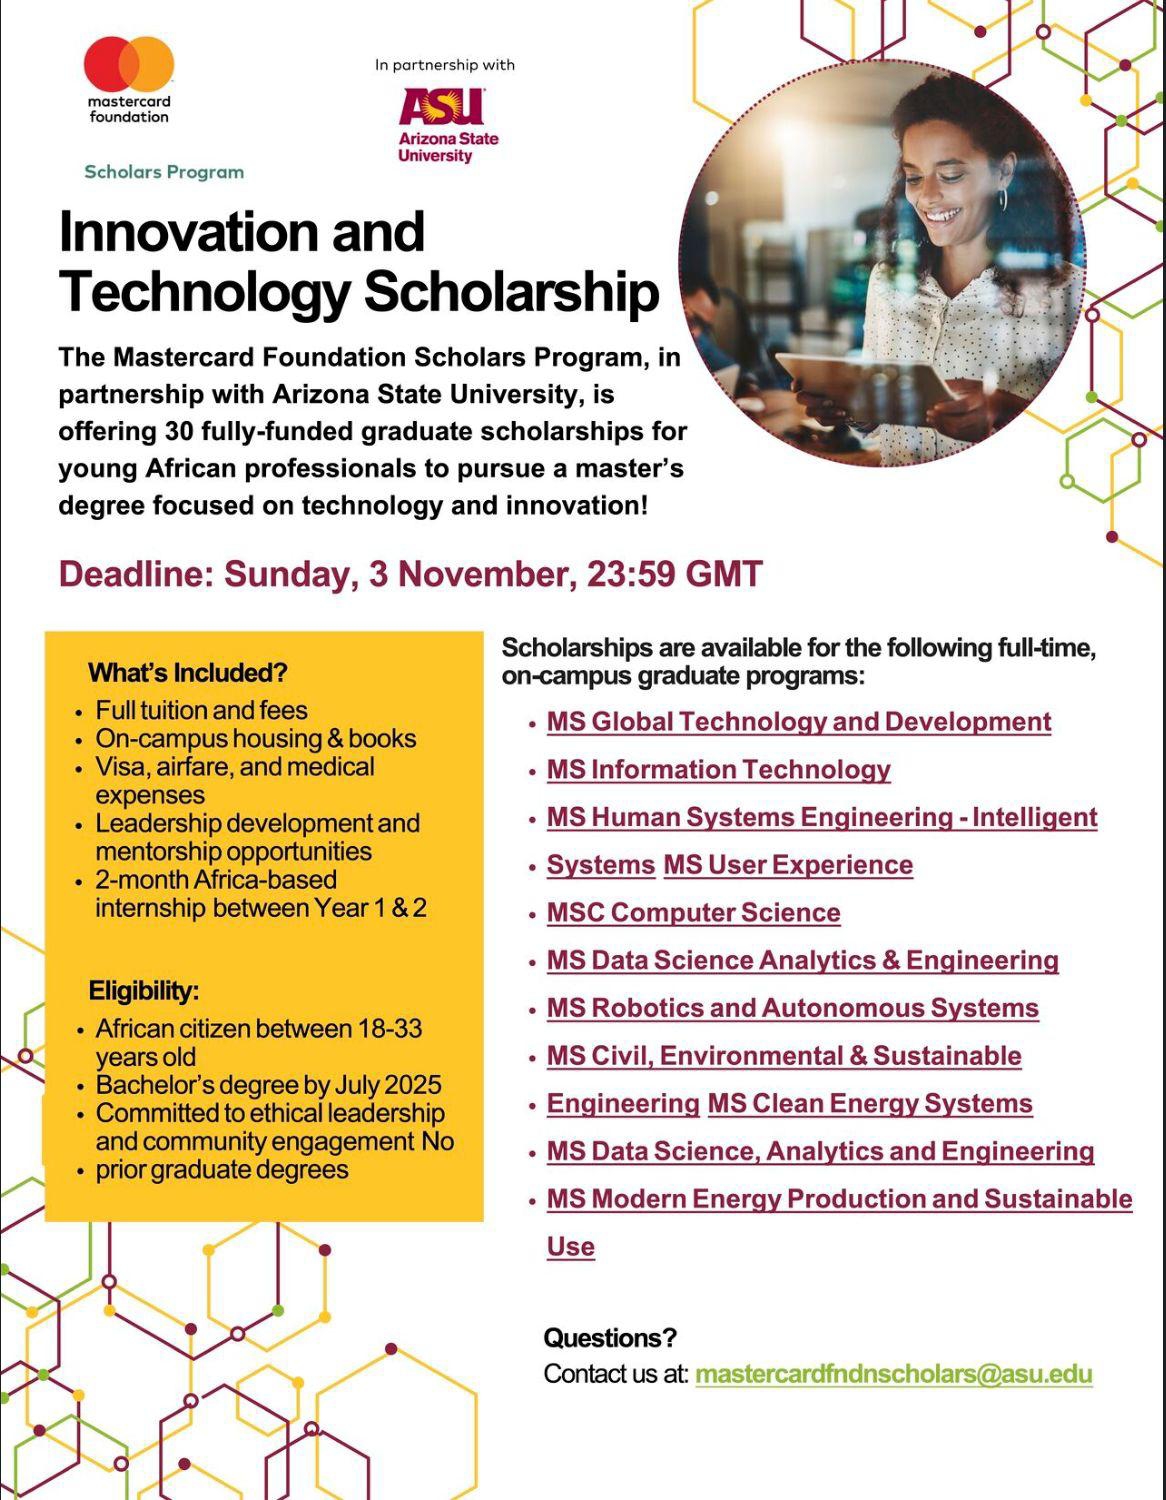 mastercard
foundation
Scholars Program
In partnership with
ASU
Arizona State
University
Innovation and
Technology Scholarship
The Mastercard Foundation Scholars Program, in
partnership with Arizona State University, is
offering 30 fully-funded graduate scholarships for
young African professionals to pursue a master's
degree focused on technology and innovation!
Deadline: Sunday, 3 November, 23:59 GMT
What's Included?
• Full tuition and fees
• On-campus housing & books
• Visa, airfare, and medical
expenses
• Leadership development and
mentorship opportunities
• 2-month Africa-based
internship between Year 1 & 2
Eligibility:
• African citizen between 18-33
years old
• Bachelor's degree by July 2025
• Committed to ethical leadership
and community engagement No
• prior graduate degrees
Scholarships are available for the following full-time,
on-campus graduate programs:
• MS Global Technology and Development
• MS Information Technology
• MS Human Systems Engineering - Intelligent
• Systems MS User Experience
• MSC Computer Science
• MS Data Science Analytics & Engineering
• MS Robotics and Autonomous Systems
• MS Civil, Environmental & Sustainable
• Engineering MS Clean Energy Systems
• MS Data Science, Analytics and Engineering
• MS Modern Energy Production and Sustainable
Use
Questions?
Contact us at: mastercardfndnscholars@asu.edu